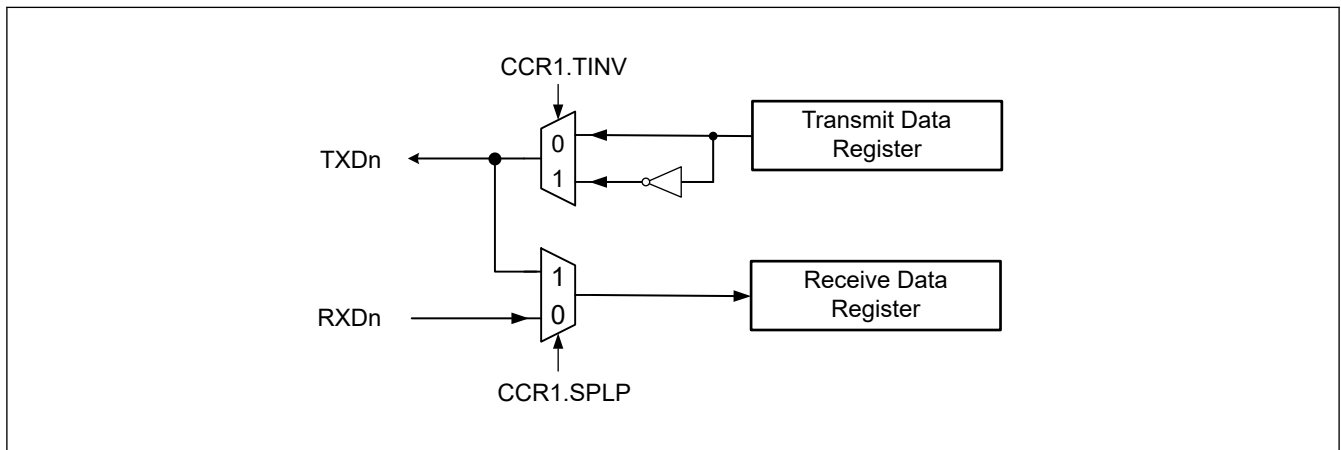 CCR1.TINV
Transmit Data
Register
0
1
TXDn
1
0
Receive Data
Register
RXDn
CCR1.SPLP